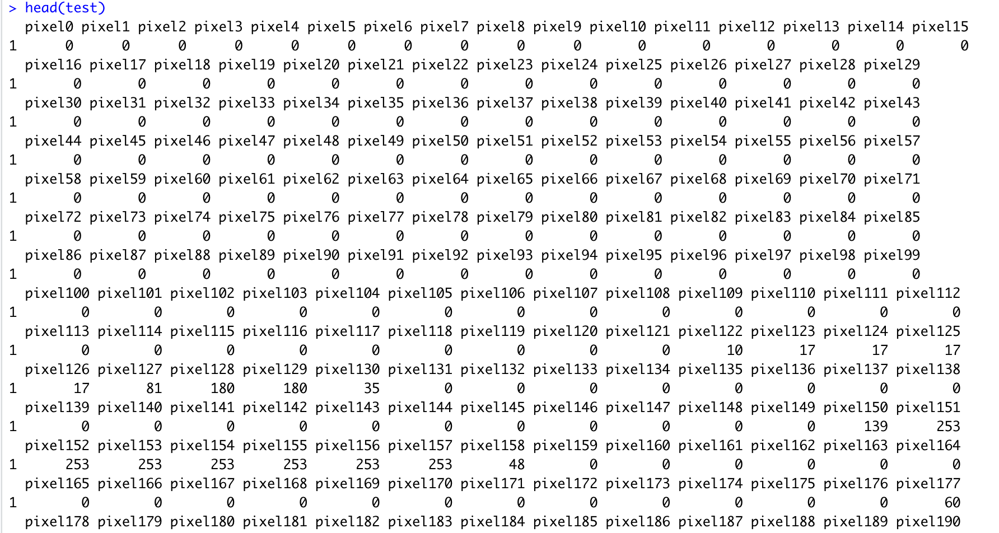 > head(test)
pixel0 pixel1 pixel2 pixel3 pixel4 pixel5 pixel6 pixel7 pixel8 pixel9 pixel10 pixel11 pixel12 pixel13 pixel14 pixel15
1 0 0 0 0 0 0 0 0 0 0 0 0 0 0 0 0
pixel16 pixel17 pixel18 pixel19 pixel20 pixel21 pixel22 pixel23 pixel24 pixel25 pixel26 pixel27 pixel28 pixel29
1 0 0 0 0 0 0 0 0 0 0 0 0 0 0
pixel30 pixel31 pixel32 pixel33 pixel34 pixel35 pixel36 pixel37 pixel38 pixel39 pixel40 pixel41 pixel42 pixel43
1 0 0 0 0 0 0 0 0 0 0 0 0 0 0
pixel44 pixel45 pixel46 pixel47 pixel48 pixel49 pixel50 pixel51 pixel52 pixel53 pixel54 pixel55 pixel56 pixel57
1 0 0 0 0 0 0 0 0 0 0 0 0 0 0
pixel58 pixel59 pixel60 pixel61 pixel62 pixel63 pixel64 pixel65 pixel66 pixel67 pixel68 pixel69 pixel70 pixel71
1 0 0 0 0 0 0 0 0 0 0 0 0 0 0
pixel72 pixel73 pixel74 pixel75 pixel76 pixel77 pixel78 pixel79 pixel80 pixel81 pixel82 pixel83 pixel84 pixel85
1 0 0 0 0 0 0 0 0 0 0 0 0 0 0
pixel86 pixel87 pixel88 pixel89 pixel90 pixel91 pixel92 pixel93 pixel94 pixel95 pixel96 pixel97 pixel98 pixel99
1 0 0 0 0 0 0 0 0 0 0 0 0 0 0
pixel100 pixel101 pixel102 pixel103 pixel104 pixel105 pixel106 pixel107 pixel108 pixel109 pixel110 pixel111 pixel112
1 0 0 0 0 0 0 0 0 0 0 0 0 0
pixel113 pixel114 pixel115 pixel116 pixel117 pixel118 pixel119 pixel120 pixel121 pixel122 pixel123 pixel124 pixel125
1 0 0 0 0 0 0 0 0 0 10 17 17 17
pixel126 pixel127 pixel128 pixel129 pixel130 pixel131 pixel132 pixel133 pixel134 pixel135 pixel136 pixel137 pixel138
1 17 81 180 180 35 0 0 0 0 0 0 0 0
pixel139 pixel140 pixel141 pixel142 pixel143 pixel144 pixel145 pixel146 pixel147 pixel148 pixel149 pixel150 pixel151
1 0 0 0 0 0 0 0 0 0 0 0 139 253
pixel152 pixel153 pixel154 pixel155 pixel156 pixel157 pixel158 pixel159 pixel160 pixel161 pixel162 pixel163 pixel164
1 253 253 253 253 253 253 48 0 0 0 0 0 0
pixel165 pixel166 pixel167 pixel168 pixel169 pixel170 pixel171 pixel172 pixel173 pixel174 pixel175 pixel176 pixel177
1 0 0 0 0 0 0 0 0 0 0 0 0 60
pixel178 pixel179 pixel180 pixel181 pixel182 pixel183 pixel184 pixel185 pixel186 pixel187 pixel188 pixel189 pixel190